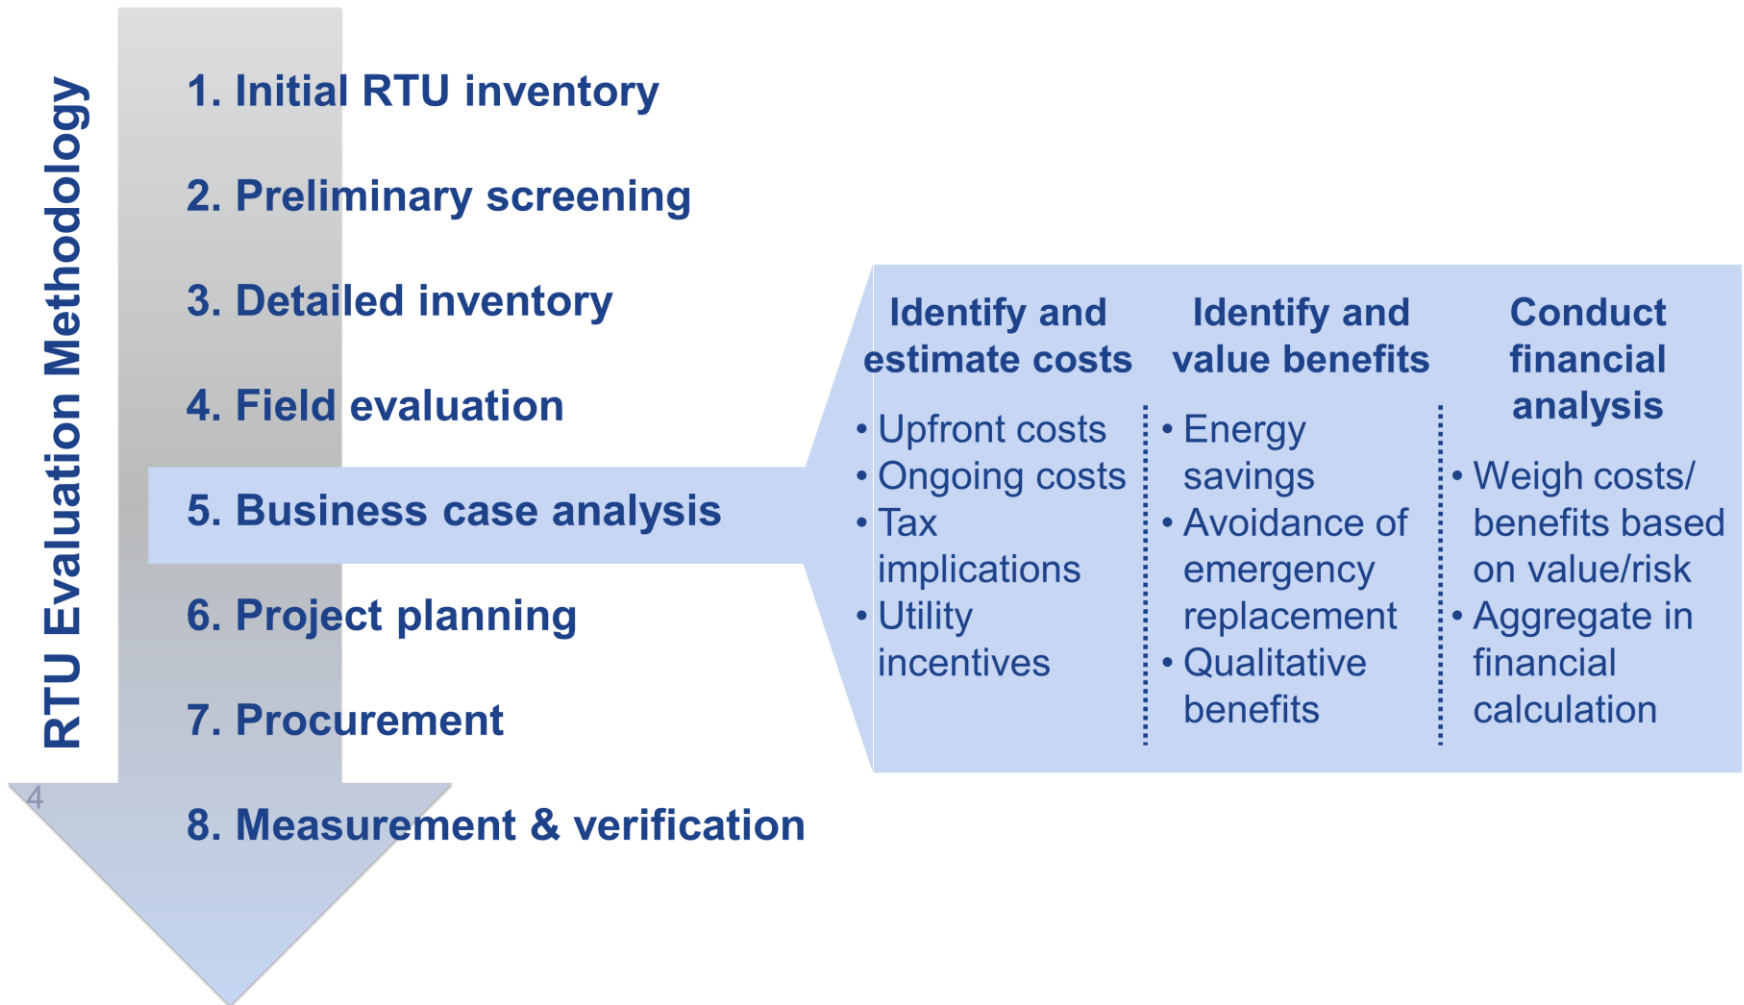 RTU Evaluation Methodology
1. Initial RTU inventory
2. Preliminary screening
3. Detailed inventory
4. Field evaluation
5. Business case analysis
6. Project planning
7. Procurement
8. Measurement & verification
4
Identify and
estimate costs
• Upfront costs
• Ongoing costs
• Tax
implications
• Utility
incentives
Identify and
value benefits
• Energy
savings
• Avoidance of
emergency
replacement
• Qualitative
benefits
Conduct
financial
analysis
• Weigh costs/
benefits based
on value/risk
• Aggregate in
financial
calculation